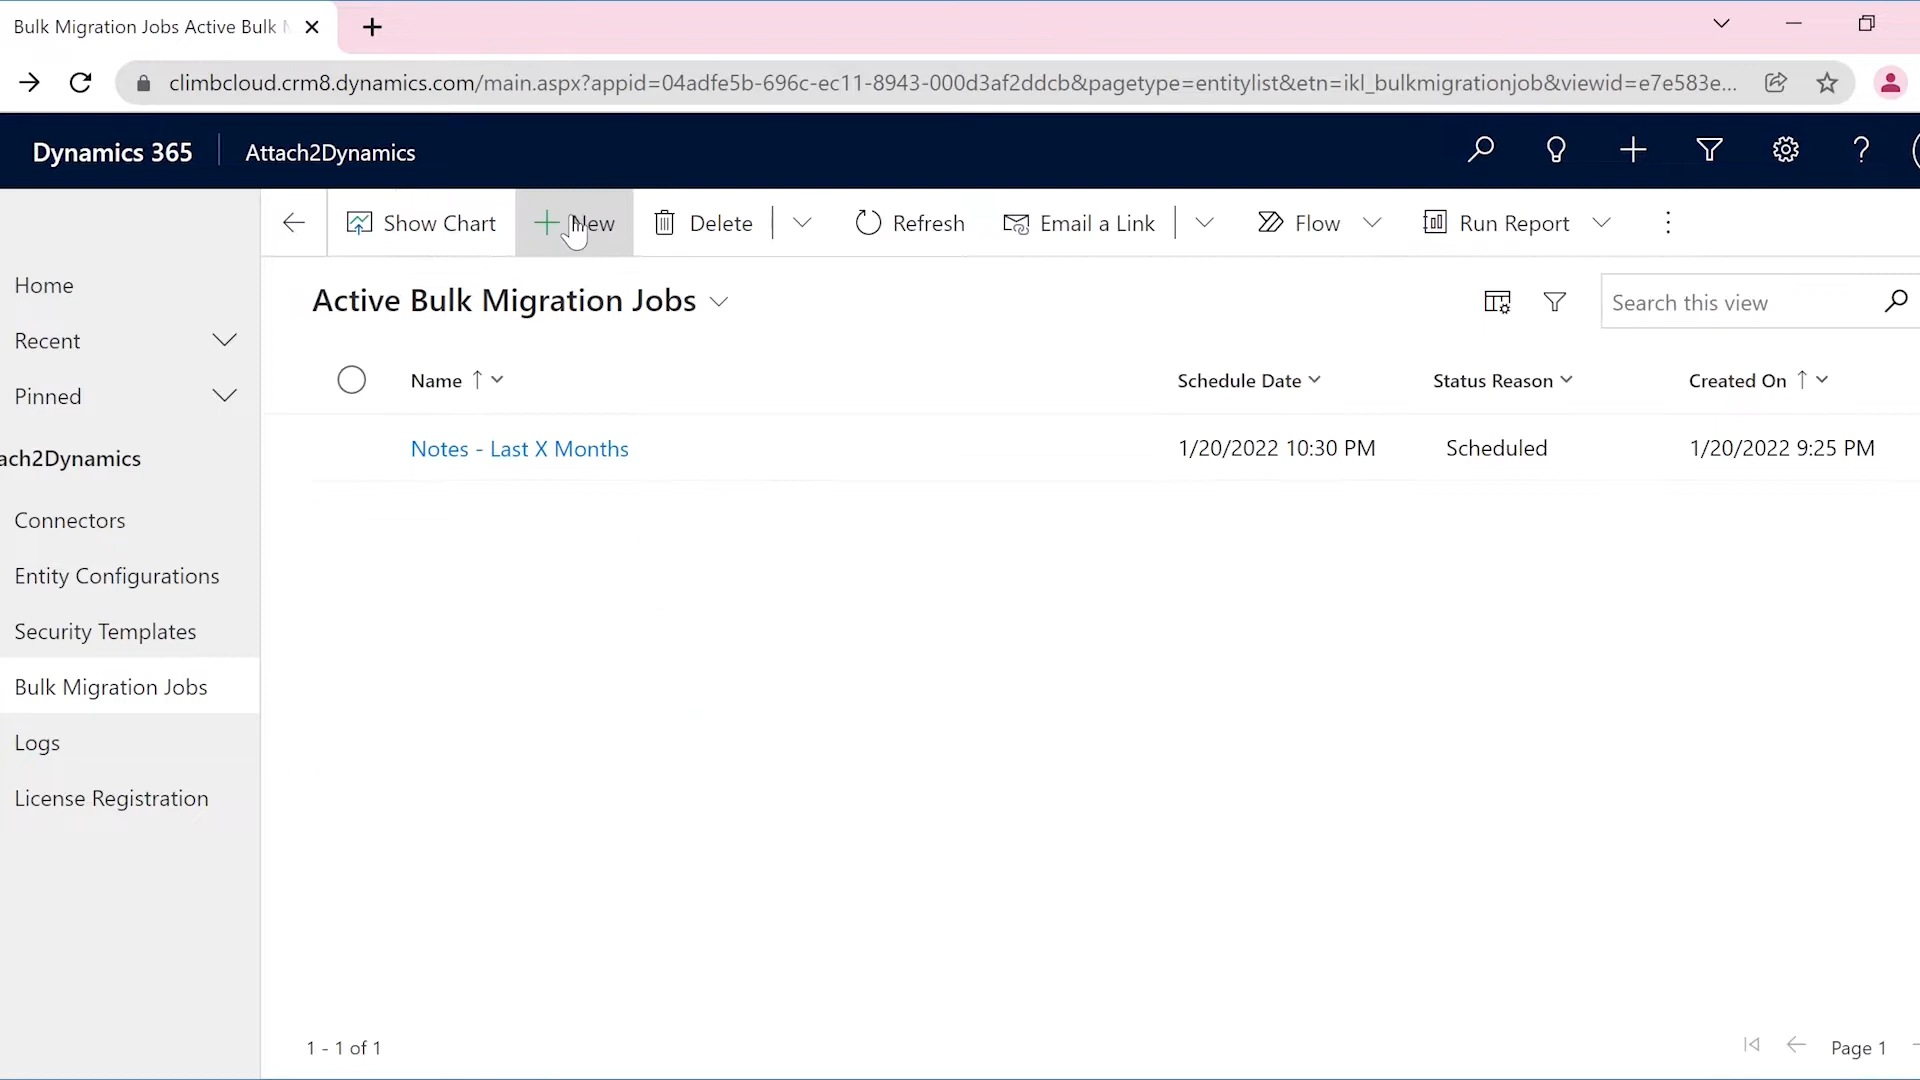 Bulk Migration Jobs Active Bulk
climbcloud.crm8.dynamics.com/main.aspx?appid=04adfe5b-696c-ec11-8943-000d3af2ddcb&pagetype=entitylist&etn=ikl_bulkmigrationjob&viewid=e7e583e...
Dynamics 365 Attach2Dynamics
Show Chart New Delete Refresh Email a Link Flow Run Report
Home
Recent
Pinned
ach2Dynamics
Connectors
Entity Configurations
Security Templates
Bulk Migration Jobs
Logs
License Registration
Active Bulk Migration Jobs
Search this view
Name Schedule Date Status Reason Created On
Notes - Last X Months 1/20/2022 10:30 PM Scheduled 1/20/2022 9:25 PM
1 - 1 of 1
Page 1